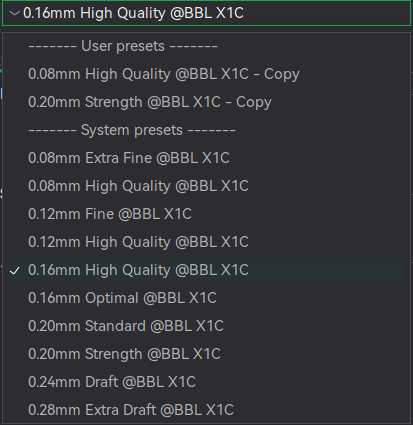 0.16mm High Quality @BBL X1C
------- User presets -------
0.08mm High Quality @BBL X1C - Copy
0.20mm Strength @BBL X1C - Copy
------- System presets -------
0.08mm Extra Fine @BBL X1C
0.08mm High Quality @BBL X1C
0.12mm Fine @BBL X1C
0.12mm High Quality @BBL X1C
0.16mm High Quality @BBL X1C
0.16mm Optimal @BBL X1C
0.20mm Standard @BBL X1C
0.20mm Strength @BBL X1C
0.24mm Draft @BBL X1C
0.28mm Extra Draft @BBL X1C